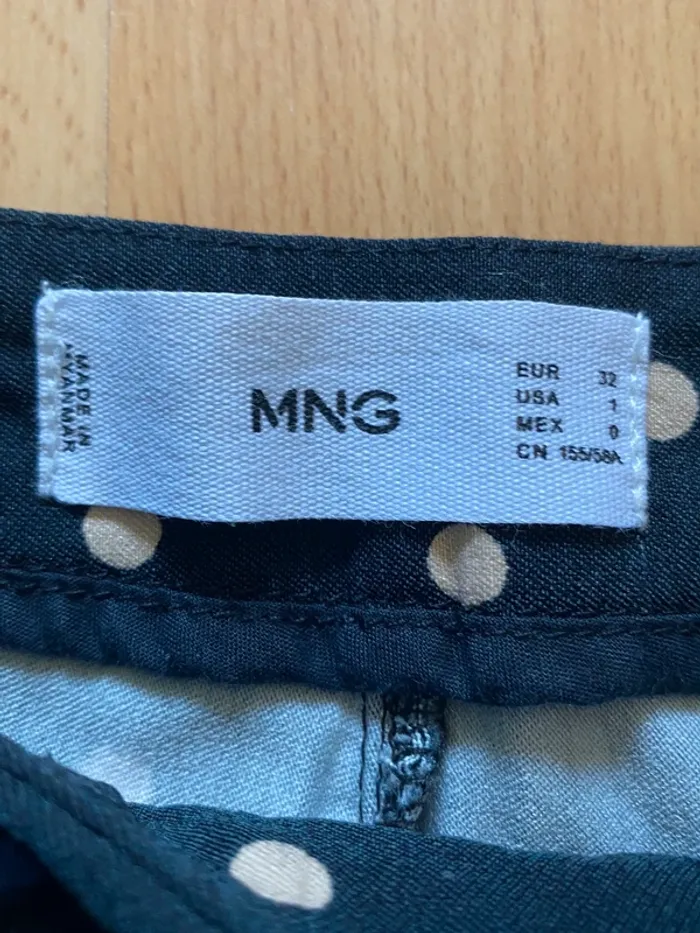 MADE IN
MYANMAR
MNG
EUR 32
USA 1
MEX 0
CN 155/58A